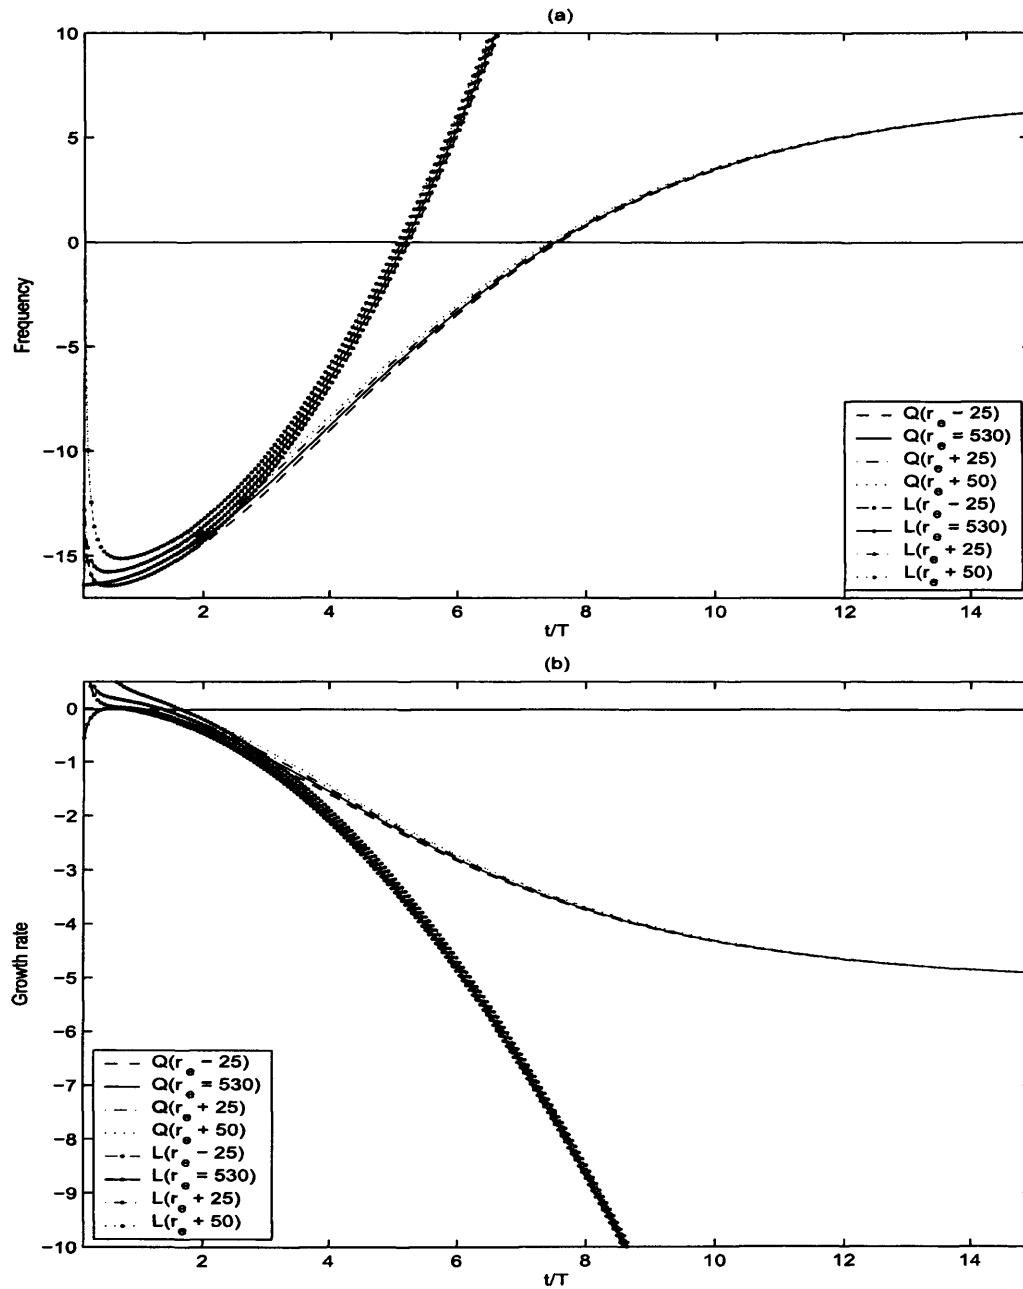 (a)
10
5
0
−5
−10
−15
Frequency
2 4 6 8 10 12 14
t/T
Q(r_e − 25)
Q(r_e = 530)
Q(r_e + 25)
Q(r_e + 50)
L(r_e − 25)
L(r_e = 530)
L(r_e + 25)
L(r_e + 50)
(b)
0
−1
−2
−3
−4
−5
−6
−7
−8
−9
−10
Growth rate
2 4 6 8 10 12 14
t/T
Q(r_e − 25)
Q(r_e = 530)
Q(r_e + 25)
Q(r_e + 50)
L(r_e − 25)
L(r_e = 530)
L(r_e + 25)
L(r_e + 50)